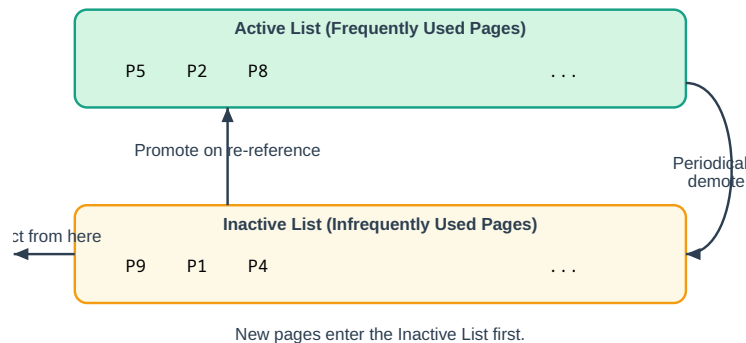 Active List (Frequently Used Pages)
P5 P2 P8 ...
Promote on re-reference
Periodical
demote
Inactive List (Infrequently Used Pages)
ct from here
P9 P1 P4 ...
New pages enter the Inactive List first.